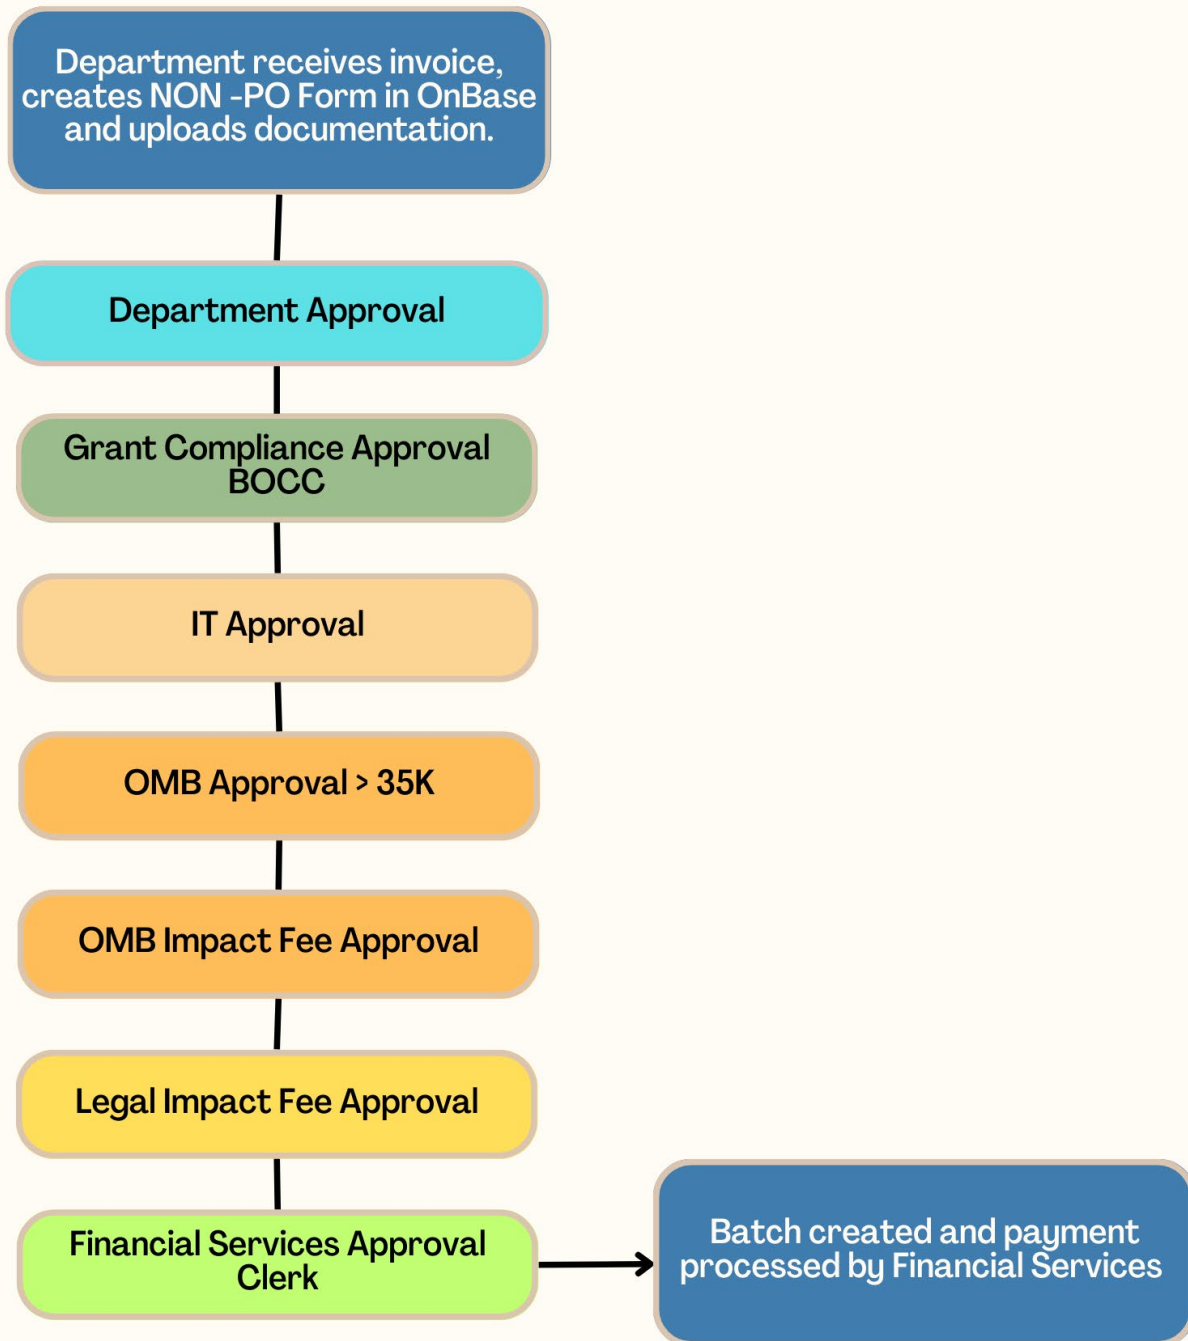 Department receives invoice,
creates NON -PO Form in OnBase
and uploads documentation.
Department Approval
Grant Compliance Approval
BOCC
IT Approval
OMB Approval > 35K
OMB Impact Fee Approval
Legal Impact Fee Approval
Financial Services Approval
Clerk
Batch created and payment
processed by Financial Services